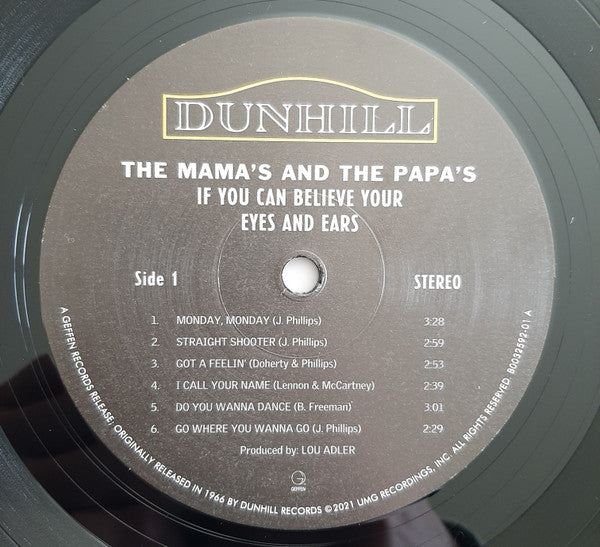 DUNHILL
THE MAMA'S AND THE PAPA'S
IF YOU CAN BELIEVE YOUR
EYES AND EARS
Side 1 STEREO
1. MONDAY, MONDAY (J. Phillips) 3:28
2. STRAIGHT SHOOTER (J. Phillips) 2:59
3. GOT A FEELIN' (Doherty & Phillips) 2:53
4. I CALL YOUR NAME (Lennon & McCartney) 2:39
5. DO YOU WANNA DANCE (B. Freeman) 3:01
6. GO WHERE YOU WANNA GO (J. Phillips) 2:29
Produced by: LOU ADLER
G
GEFFEN
A GEFFEN RECORDS RELEASE; ORIGINALLY RELEASED IN 1966 BY DUNHILL RECORDS ©2021 UMG RECORDINGS, INC. ALL RIGHTS RESERVED B0032592-01 A